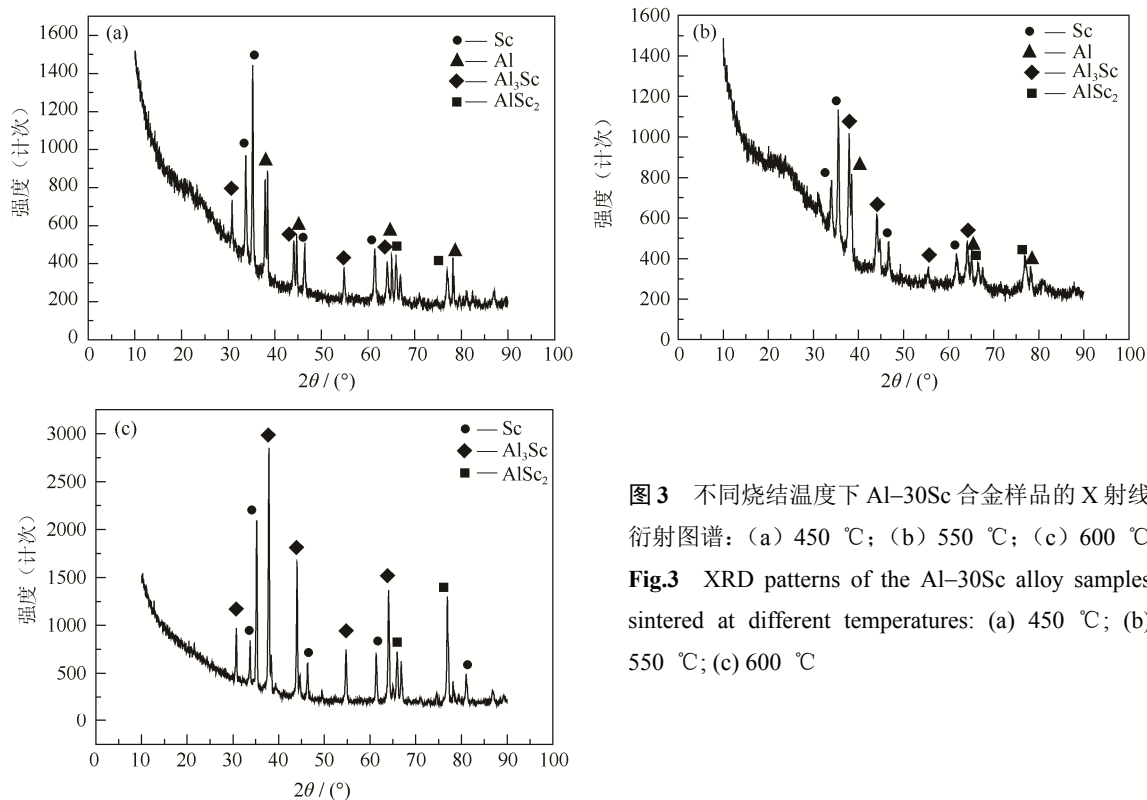 (a)
● — Sc
▲ — Al
◆ — Al₃Sc
■ — AlSc₂
强度（计次）
1600
1400
1200
1000
800
600
400
200
0
0 10 20 30 40 50 60 70 80 90 100
2θ / (°)
(b)
● — Sc
▲ — Al
◆ — Al₃Sc
■ — AlSc₂
强度（计次）
1600
1400
1200
1000
800
600
400
200
0
0 10 20 30 40 50 60 70 80 90 100
2θ / (°)
(c)
● — Sc
◆ — Al₃Sc
■ — AlSc₂
强度（计次）
3000
2500
2000
1500
1000
500
0
0 10 20 30 40 50 60 70 80 90 100
2θ / (°)
图 3 不同烧结温度下 Al–30Sc 合金样品的 X 射线
衍射图谱：（a）450 ℃；（b）550 ℃；（c）600 ℃
Fig.3 XRD patterns of the Al–30Sc alloy samples
sintered at different temperatures: (a) 450 ℃; (b)
550 ℃; (c) 600 ℃